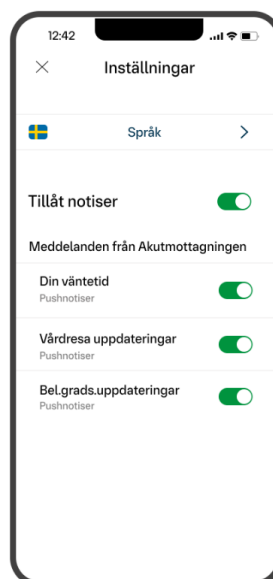 12:42
Inställningar
Språk
Tillåt notiser
Meddelanden från Akutmottagningen
Din väntetid
Pushnotiser
Vårdresa uppdateringar
Pushnotiser
Bel.grads.uppdateringar
Pushnotiser